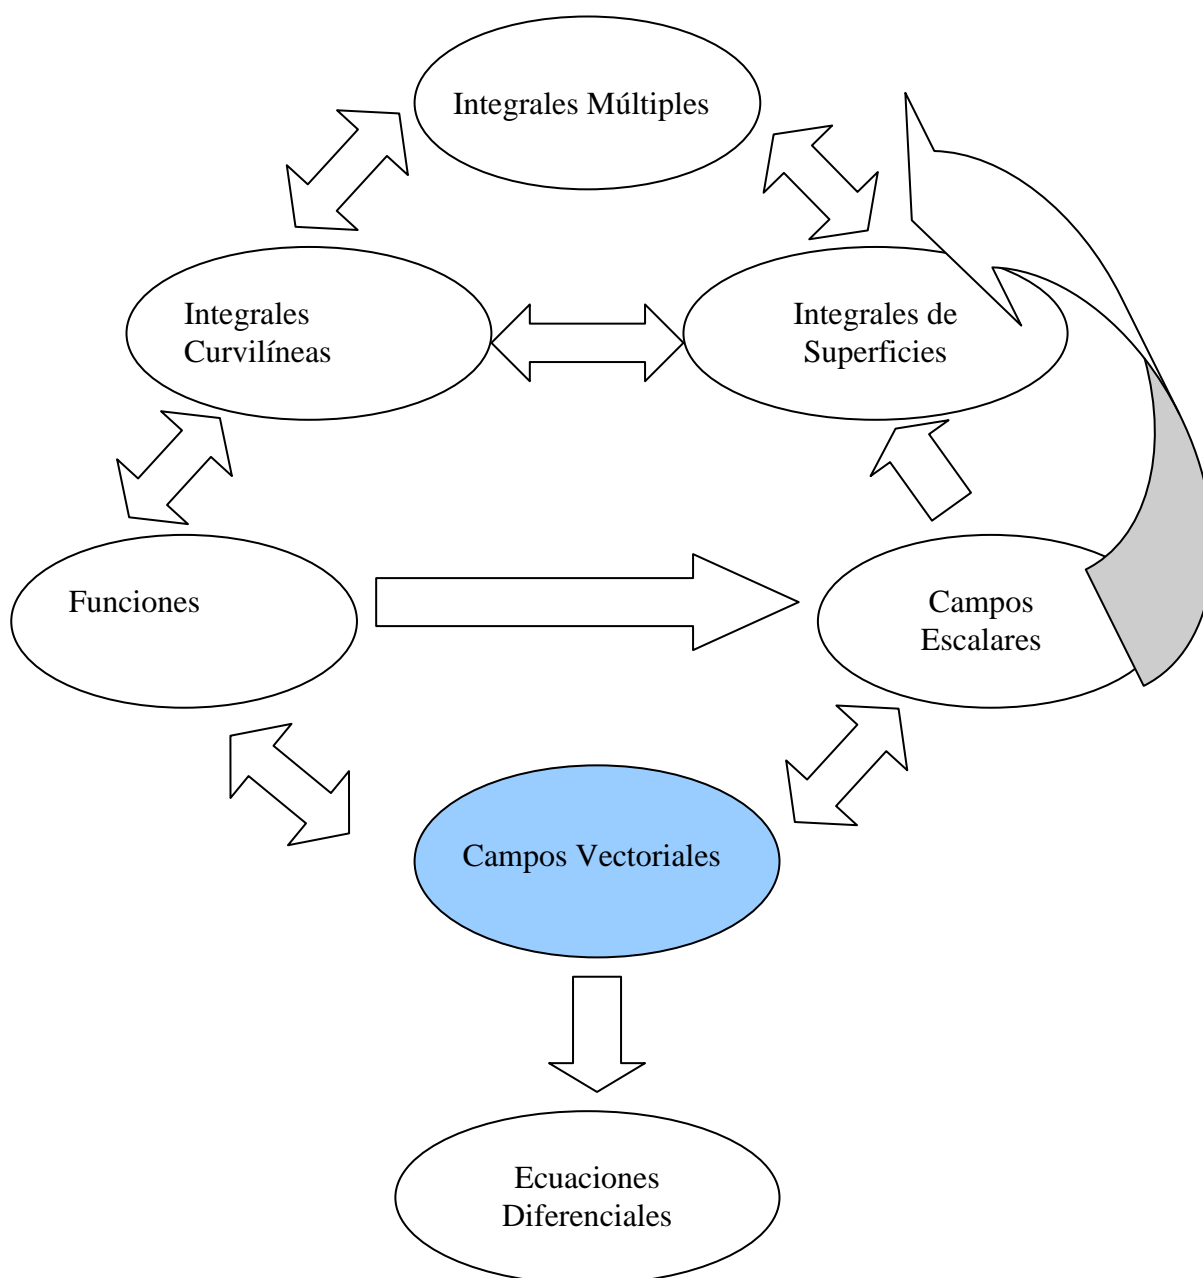 Integrales Múltiples
Integrales
Curvilíneas
Integrales de
Superficies
Funciones
Campos
Escalares
Campos Vectoriales
Ecuaciones
Diferenciales